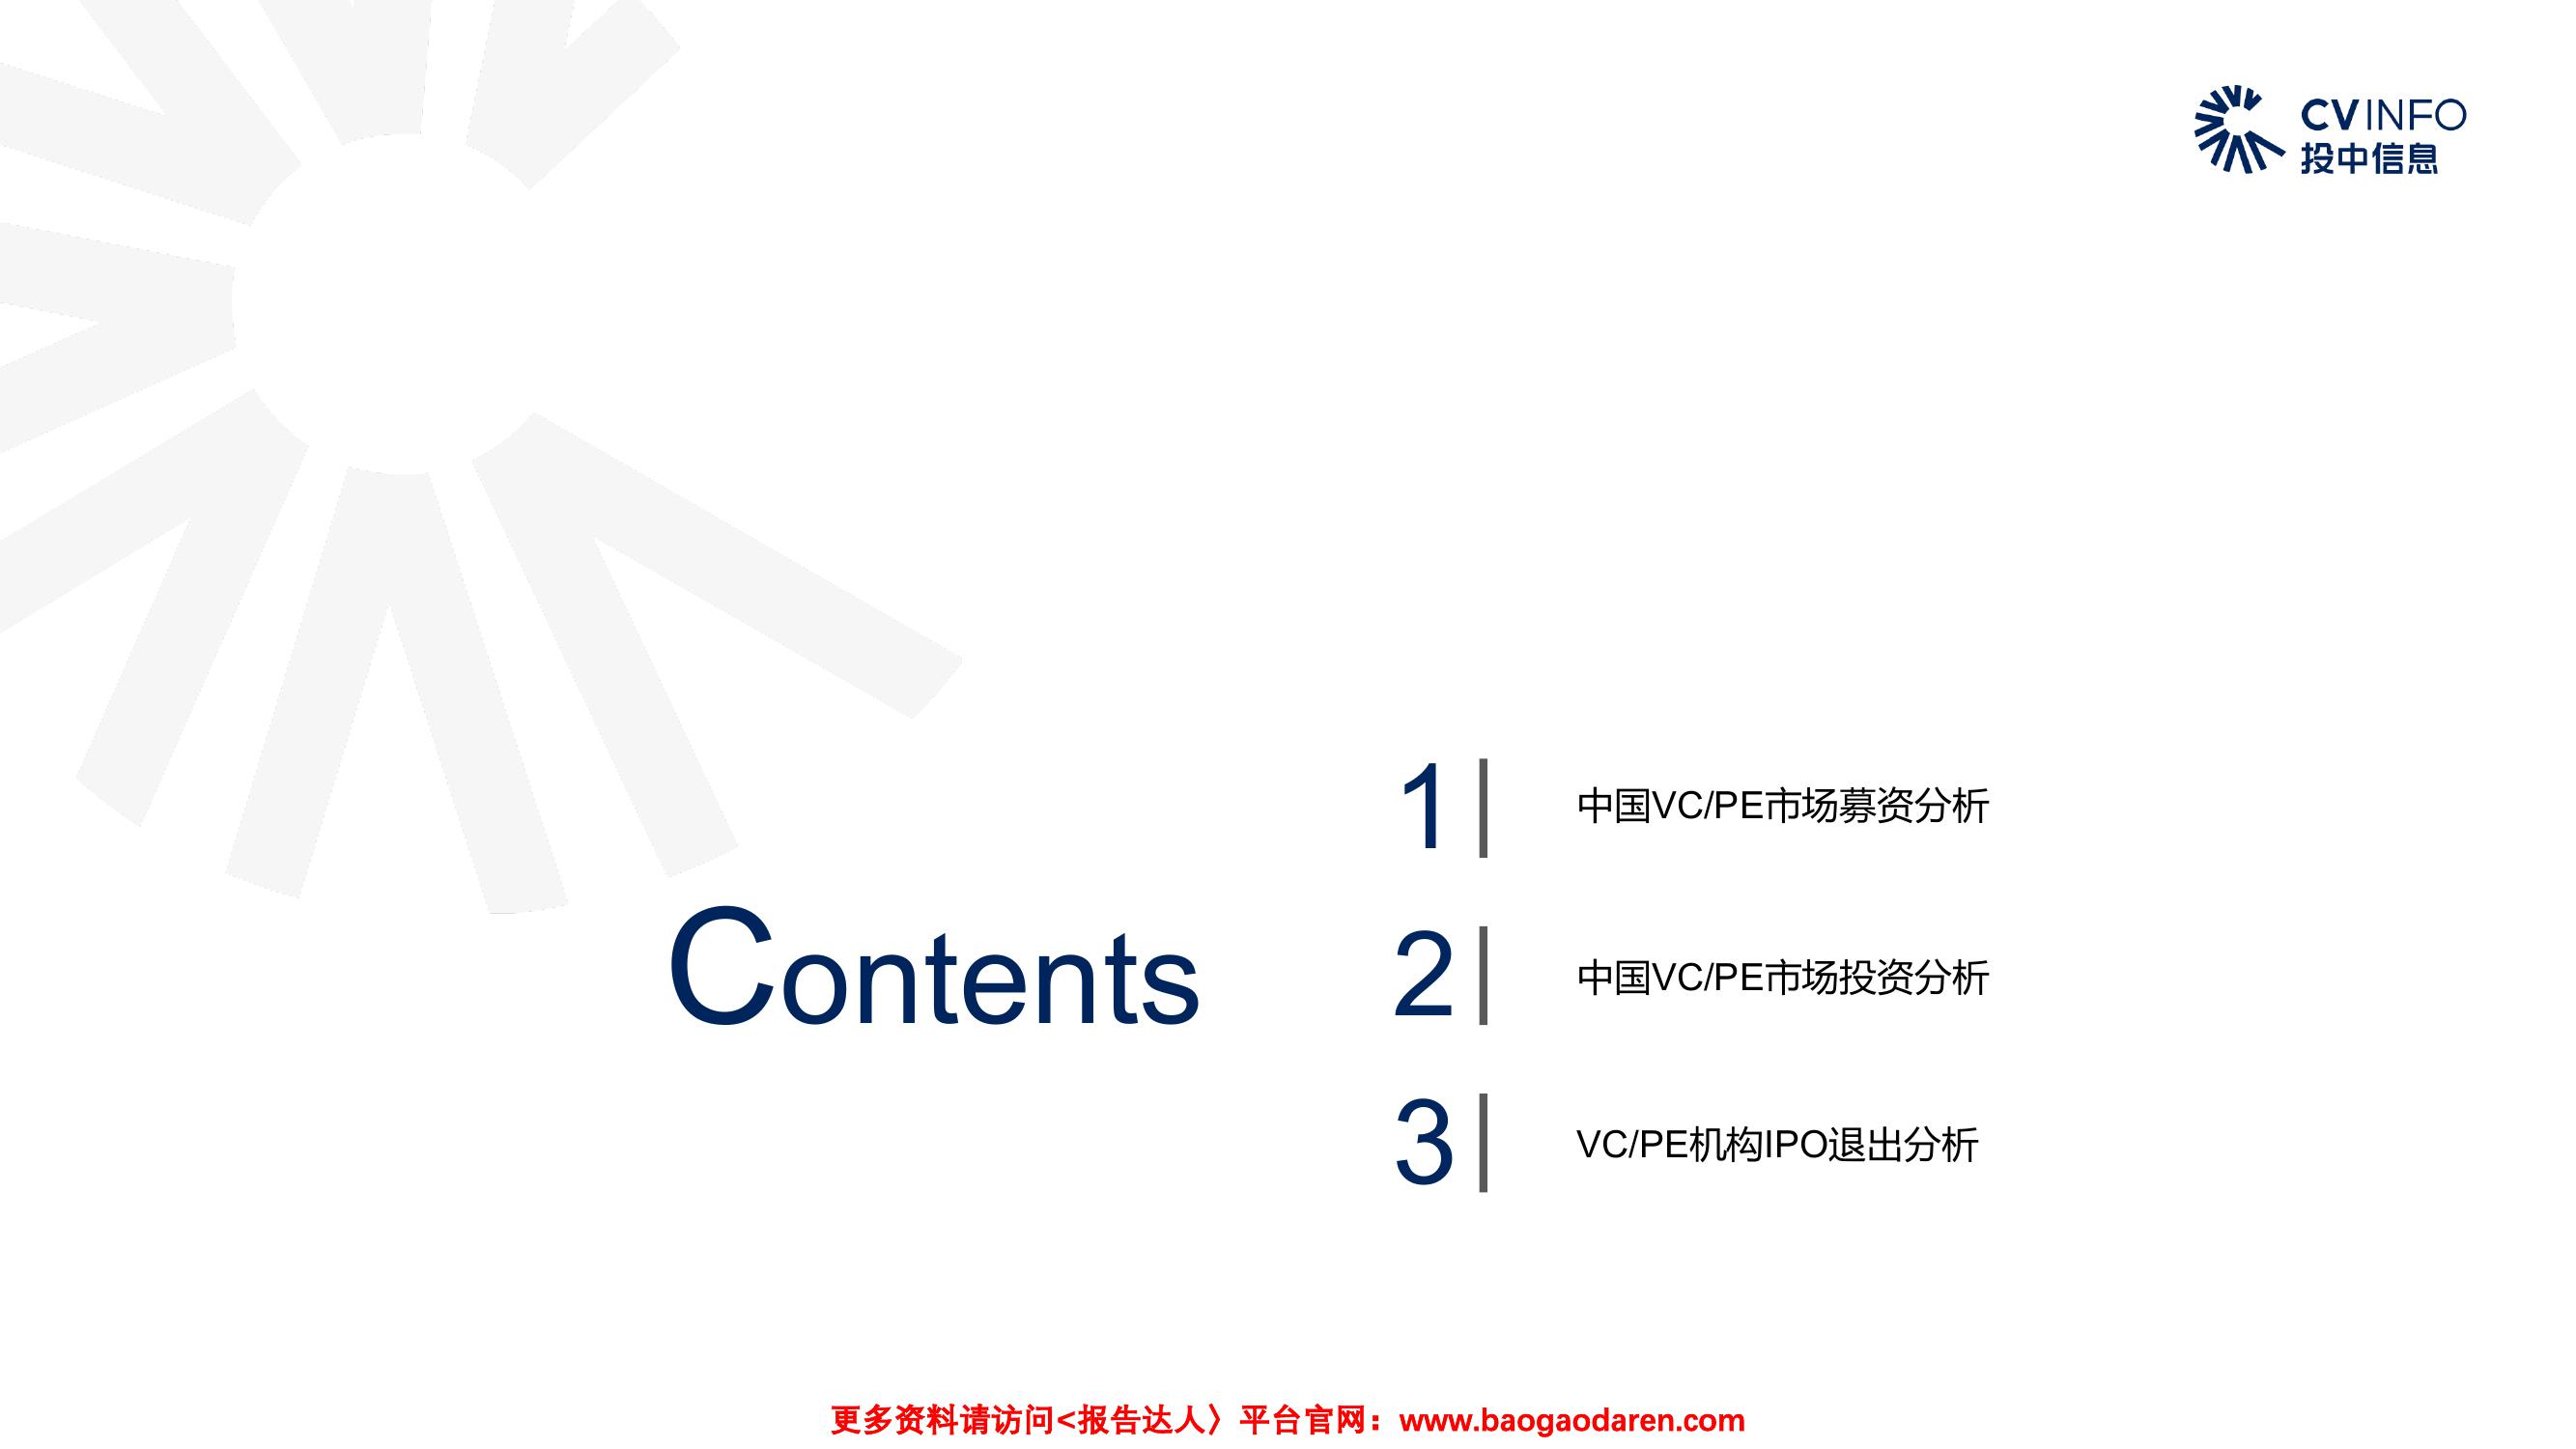 CVINFO
投中信息
Contents
1 中国VC/PE市场募资分析
2 中国VC/PE市场投资分析
3 VC/PE机构IPO退出分析
更多资料请访问<报告达人〉平台官网：www.baogaodaren.com